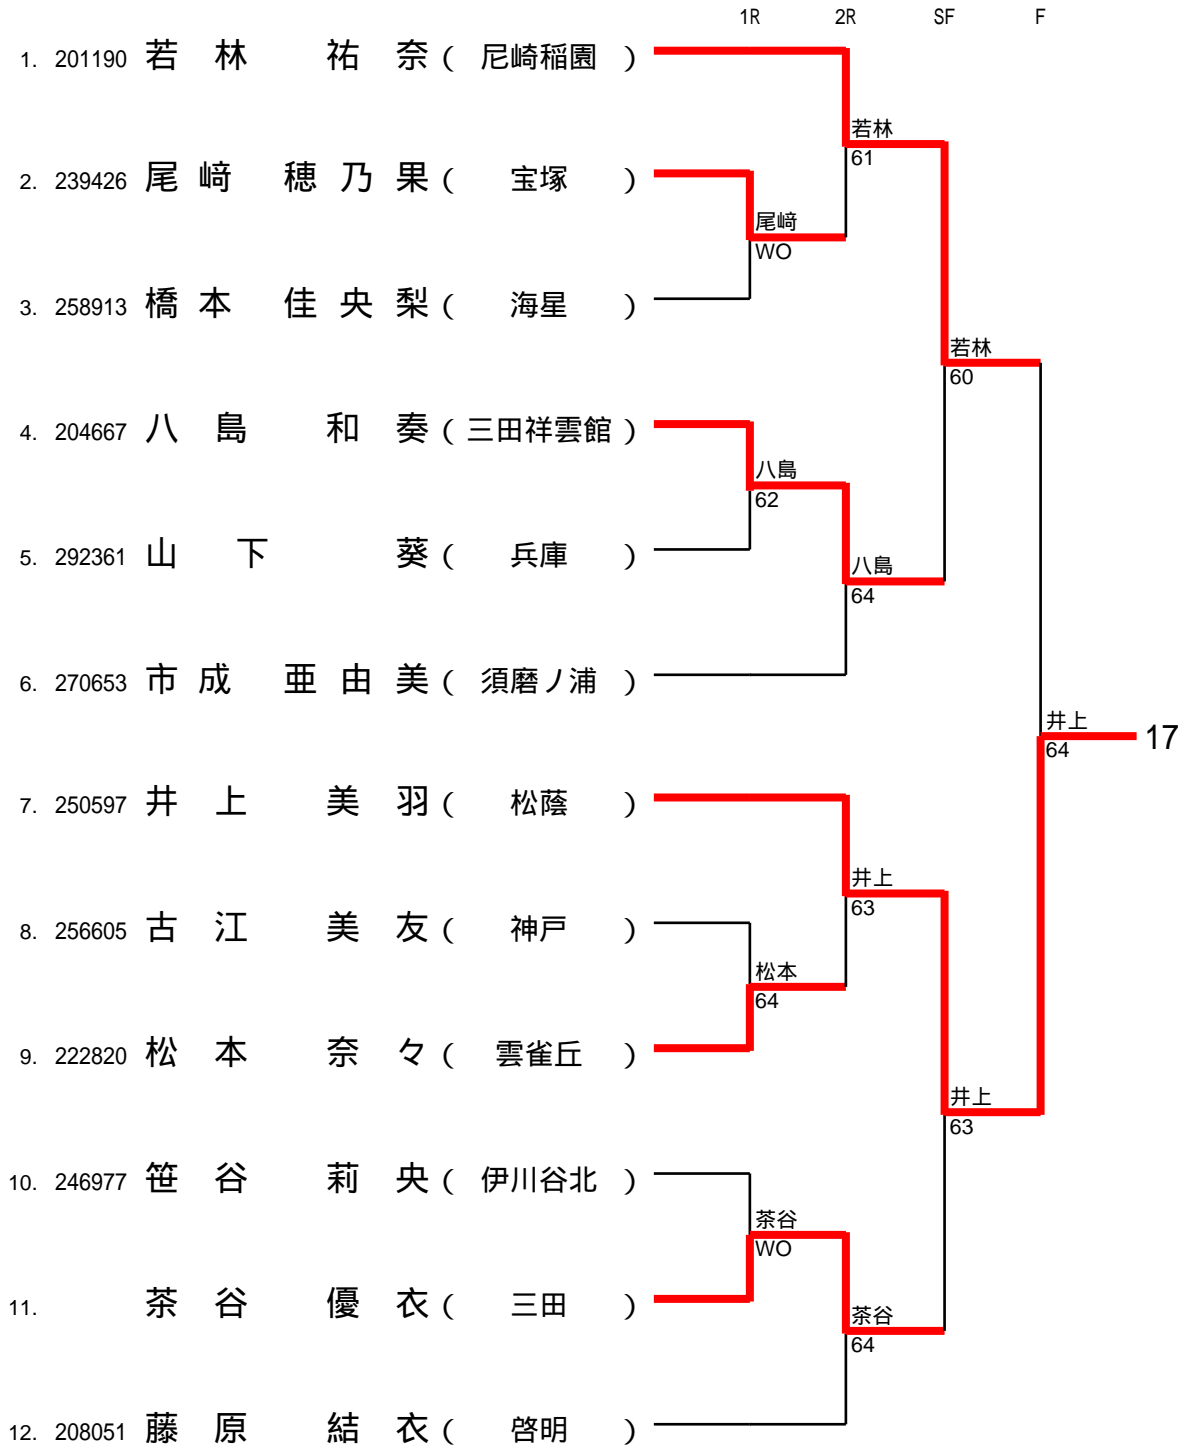 1R 2R SF F
1. 201190 若林 祐奈 ( 尼崎稲園 )
若林
61
2. 239426 尾﨑 穂乃果 ( 宝塚 )
尾﨑
WO
3. 258913 橋本 佳央梨 ( 海星 )
若林
60
4. 204667 八島 和奏 ( 三田祥雲館 )
八島
62
5. 292361 山下 葵 ( 兵庫 )
八島
64
6. 270653 市成 亜由美 ( 須磨ノ浦 )
井上
64
17
7. 250597 井上 美羽 ( 松蔭 )
井上
63
8. 256605 古江 美友 ( 神戸 )
松本
64
9. 222820 松本 奈々 ( 雲雀丘 )
井上
63
10. 246977 笹谷 莉央 ( 伊川谷北 )
茶谷
WO
11. 茶谷 優衣 ( 三田 )
茶谷
64
12. 208051 藤原 結衣 ( 啓明 )